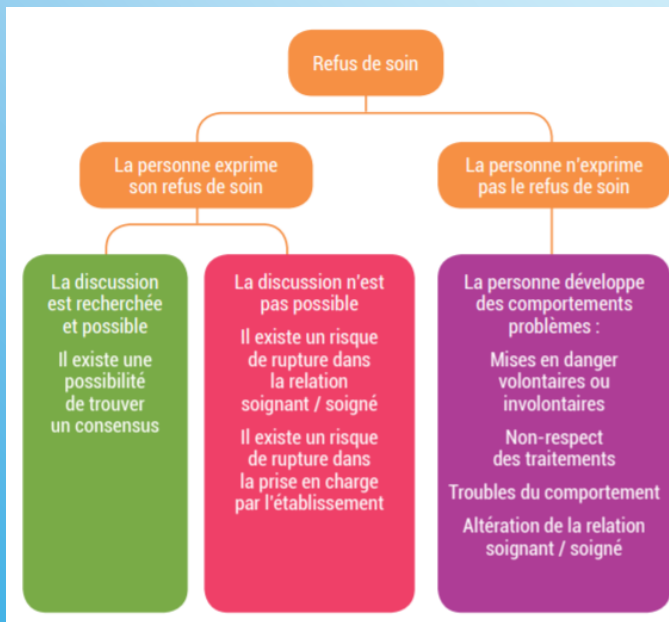 Refus de soin
La personne exprime
son refus de soin
La personne n'exprime
pas le refus de soin
La discussion
est recherchée
et possible
Il existe une
possibilité
de trouver
un consensus
La discussion n'est
pas possible
Il existe un risque
de rupture dans
la relation
soignant / soigné
Il existe un risque
de rupture dans
la prise en charge
par l'établissement
La personne développe
des comportements
problèmes :
Mises en danger
volontaires ou
involontaires
Non-respect
des traitements
Troubles du comportement
Altération de la relation
soignant / soigné